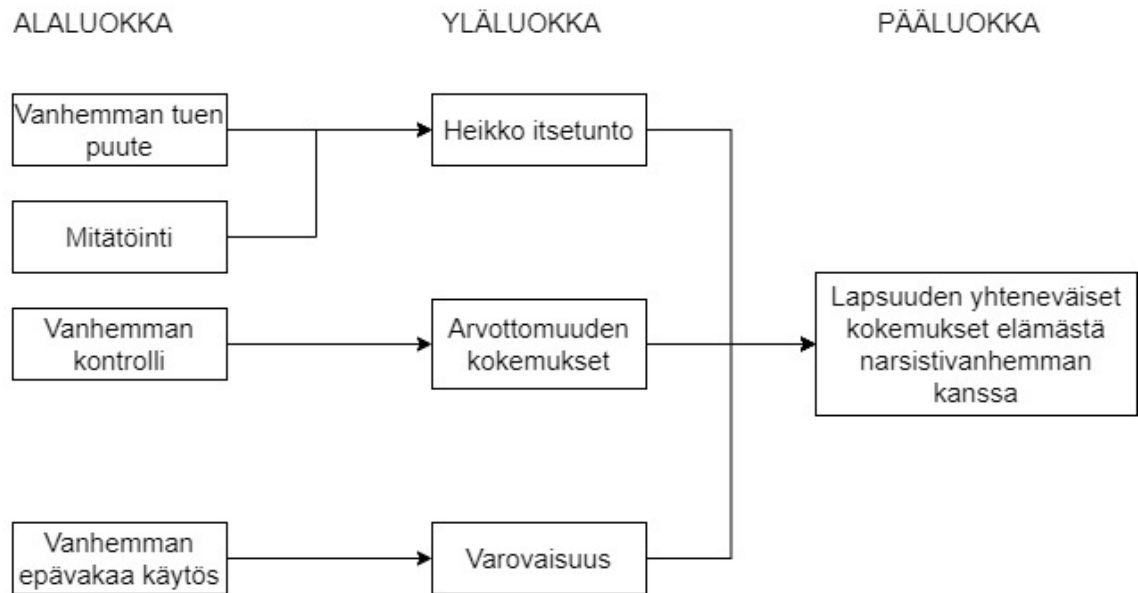 ALALUOKKA
YLÄLUOKKA
PÄÄLUOKKA
Vanhemman tuen
puute
Heikko itsetunto
Mitätöinti
Vanhemman
kontrolli
Arvottomuuden
kokemukset
Lapsuuden yhteneväiset
kokemukset elämästä
narsistivanhemman
kanssa
Vanhemman
epävakaa käytös
Varovaisuus